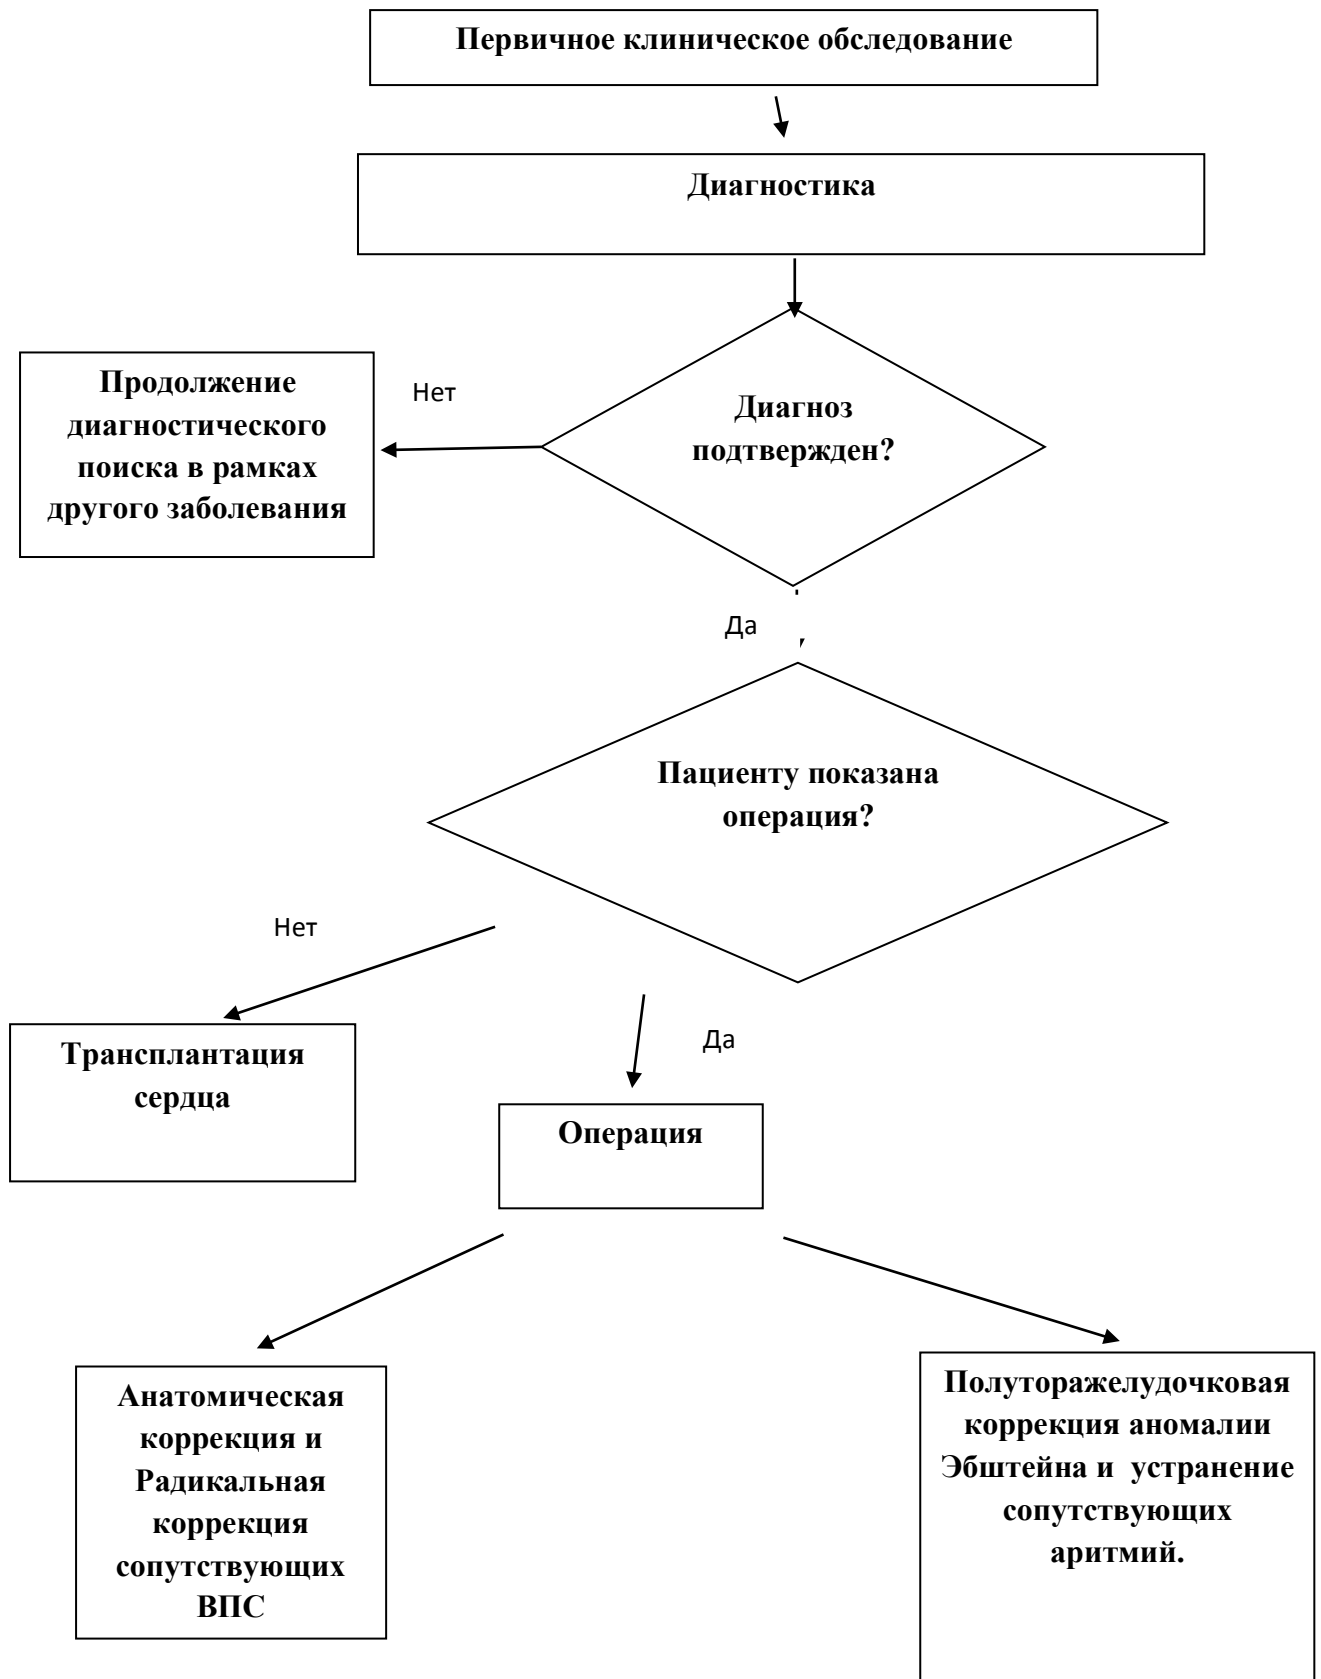 Первичное клиническое обследование
Диагностика
Продолжение
диагностического
поиска в рамках
другого заболевания
Нет
Диагноз
подтвержден?
Да
Пациенту показана
операция?
Нет
Трансплантация
сердца
Да
Операция
Анатомическая
коррекция и
Радикальная
коррекция
сопутствующих
ВПС
Полуторажелудочковая
коррекция аномалии
Эбштейна и устранение
сопутствующих
аритмий.